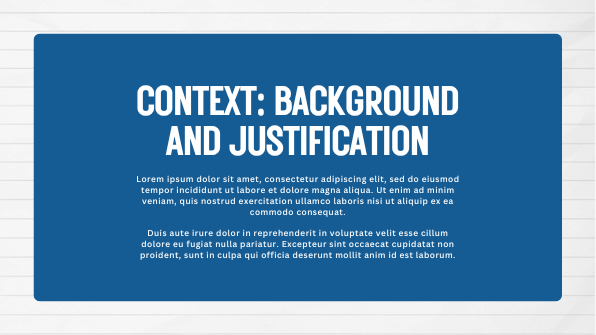 CONTEXT: BACKGROUND
AND JUSTIFICATION
Lorem ipsum dolor sit amet, consectetur adipiscing elit, sed do eiusmod
tempor incididunt ut labore et dolore magna aliqua. Ut enim ad minim
veniam, quis nostrud exercitation ullamco laboris nisi ut aliquip ex ea
commodo consequat.
Duis aute irure dolor in reprehenderit in voluptate velit esse cillum
dolore eu fugiat nulla pariatur. Excepteur sint occaecat cupidatat non
proident, sunt in culpa qui officia deserunt mollit anim id est laborum.